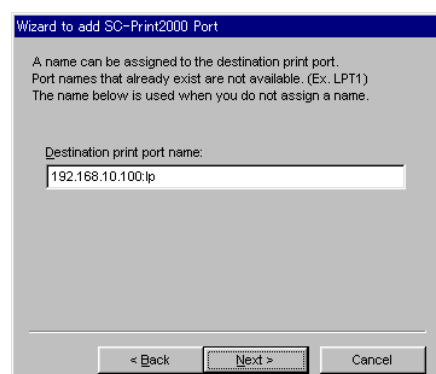 Wizard to add SC-Print2000 Port
A name can be assigned to the destination print port.
Port names that already exist are not available. (Ex. LPT1)
The name below is used when you do not assign a name.
Destination print port name:
192.168.10.100:lp
< Back Next > Cancel